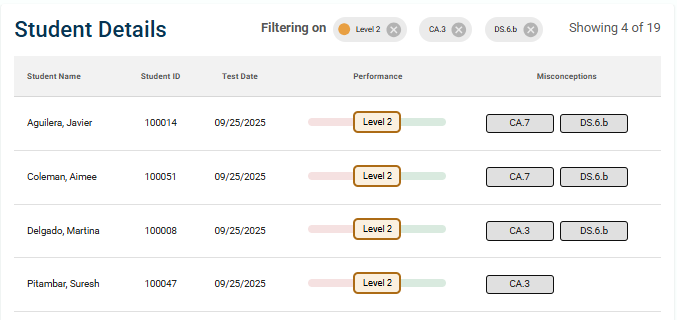 Student Details Filtering on Level 2 CA.3 DS.6.b Showing 4 of 19
Student Name Student ID Test Date Performance Misconceptions
Aguilera, Javier 100014 09/25/2025 Level 2 CA.7 DS.6.b
Coleman, Aimee 100051 09/25/2025 Level 2 CA.7 DS.6.b
Delgado, Martina 100008 09/25/2025 Level 2 CA.3 DS.6.b
Pitambar, Suresh 100047 09/25/2025 Level 2 CA.3